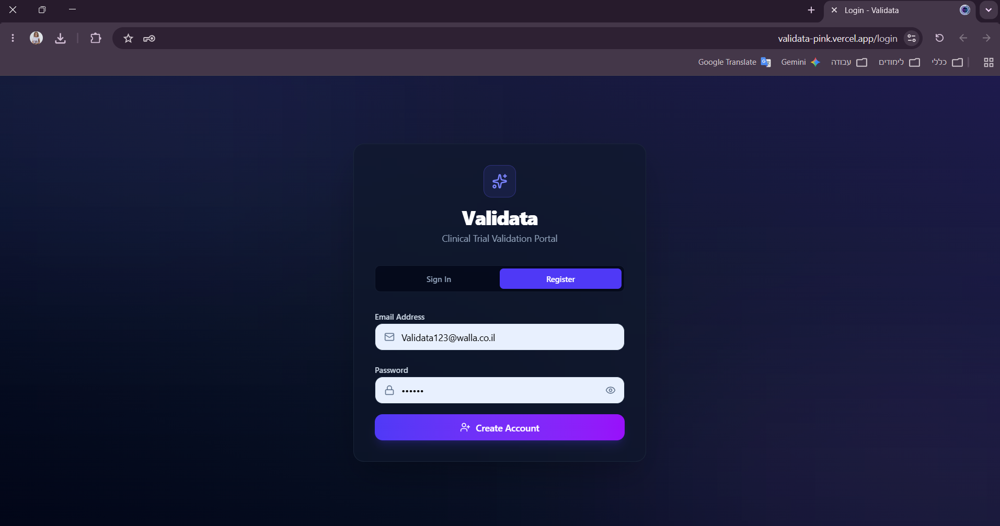 Login - Validata
validata-pink.vercel.app/login
Google Translate
Gemini
עבודה
לימודים
כללי
Validata
Clinical Trial Validation Portal
Sign In
Register
Email Address
Validata123@walla.co.il
Password
••••••
Create Account